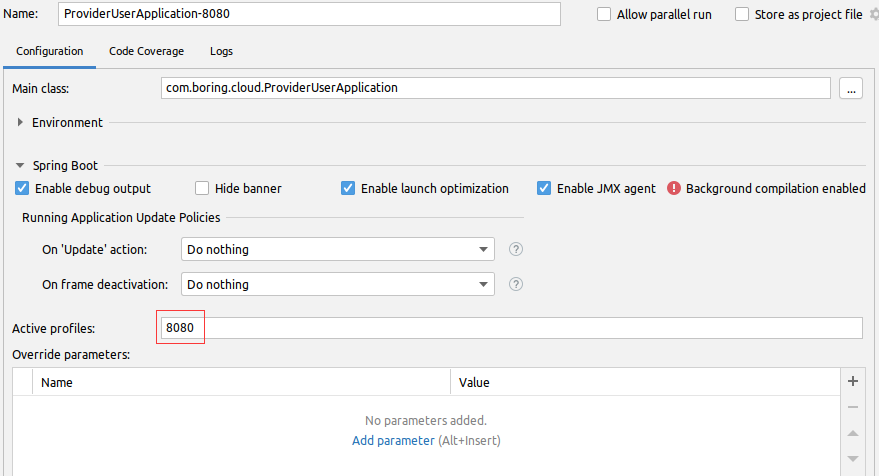 Name: ProviderUserApplication-8080 Allow parallel run Store as project file
Configuration Code Coverage Logs
Main class: com.boring.cloud.ProviderUserApplication ...
Environment
Spring Boot
Enable debug output Hide banner Enable launch optimization Enable JMX agent Background compilation enabled
Running Application Update Policies
On 'Update' action: Do nothing ?
On frame deactivation: Do nothing ?
Active profiles: 8080
Override parameters:
Name Value
No parameters added.
Add parameter (Alt+Insert)